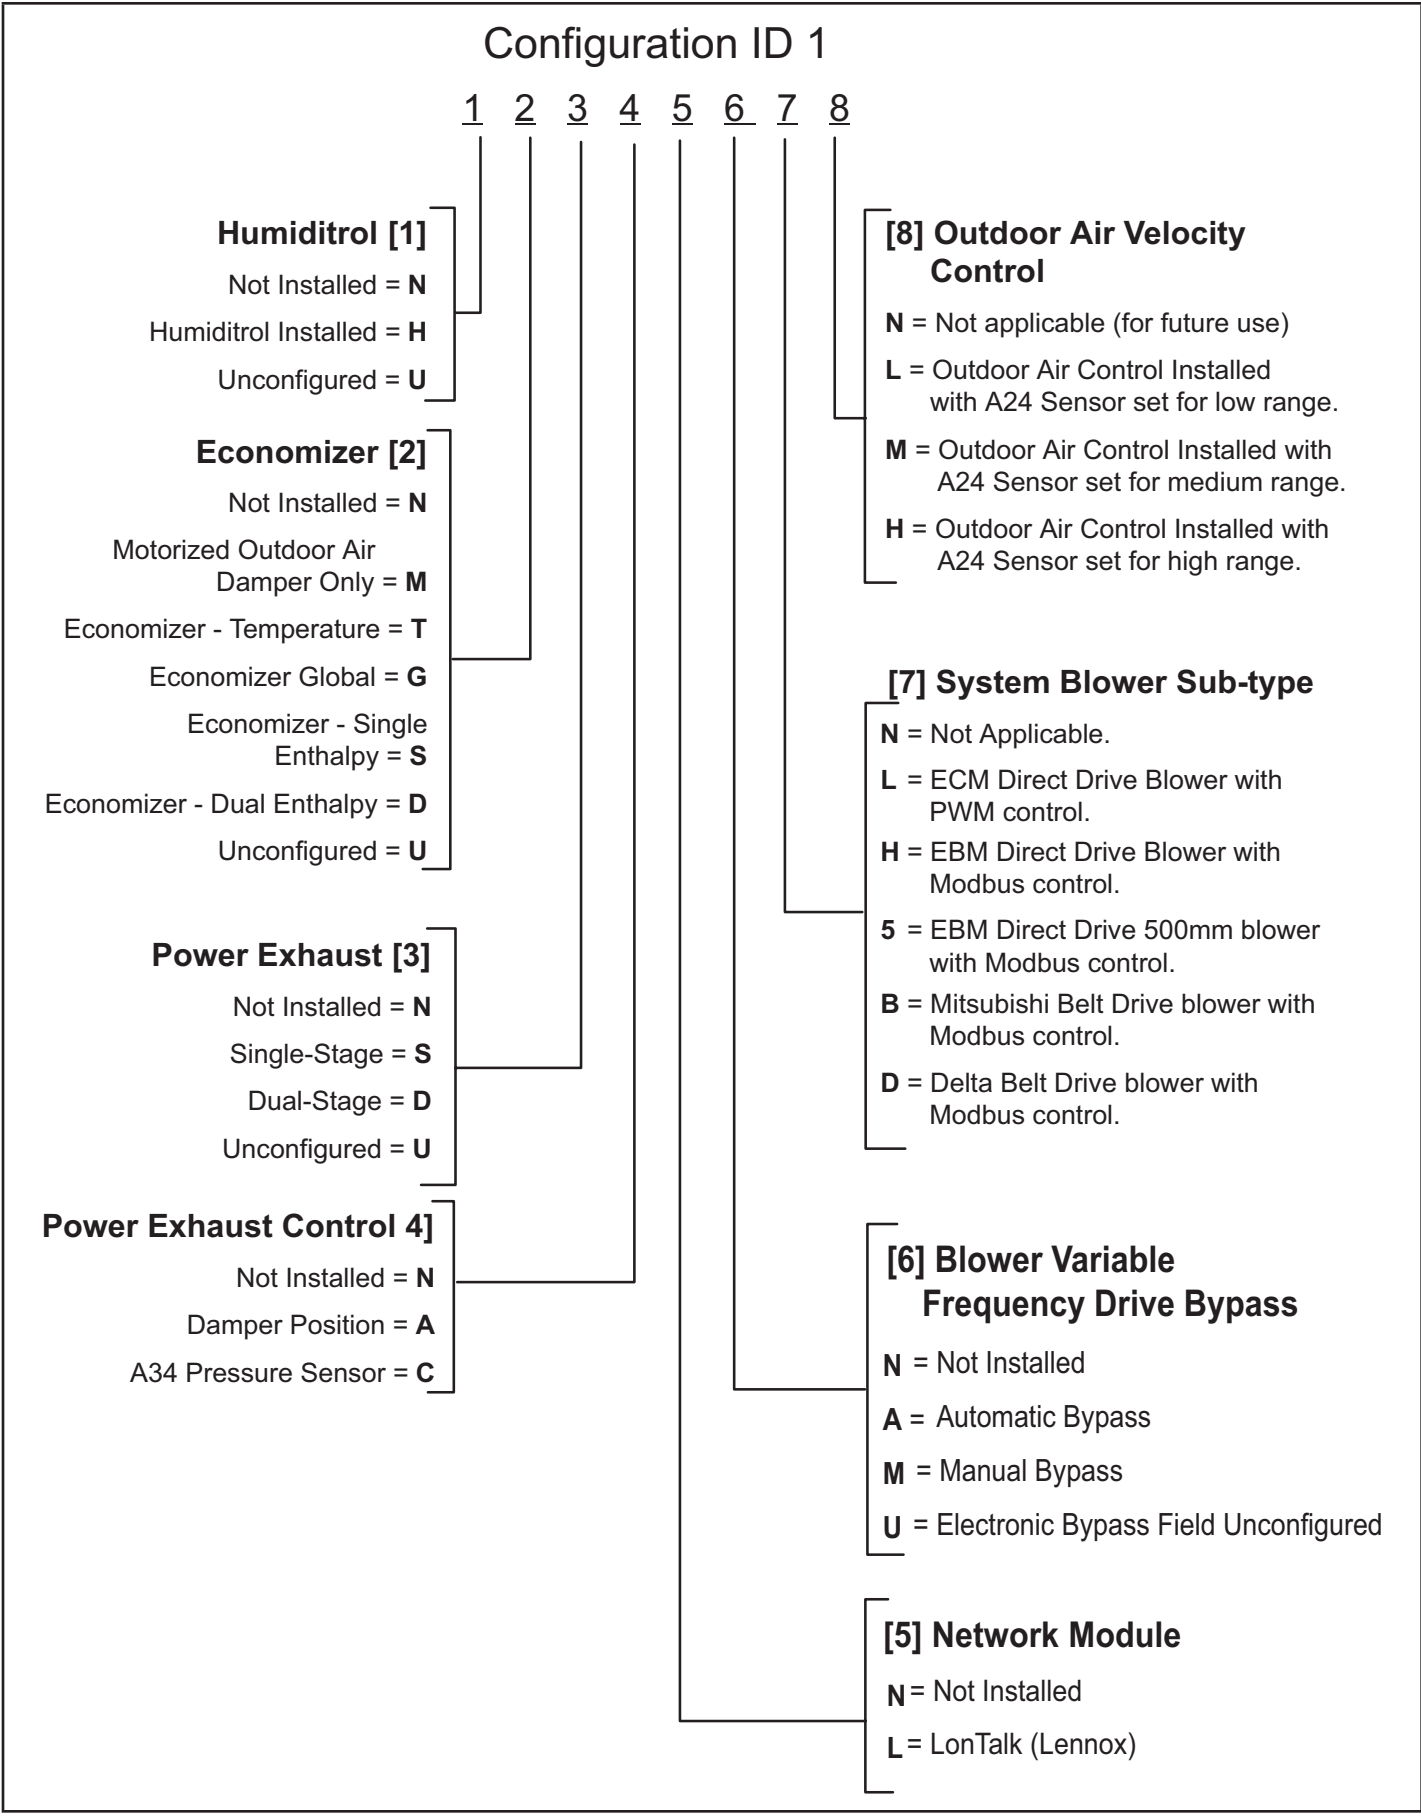 Configuration ID 1
1 2 3 4 5 6 7 8
Humiditrol [1]
Not Installed = N
Humiditrol Installed = H
Unconfigured = U
Economizer [2]
Not Installed = N
Motorized Outdoor Air
Damper Only = M
Economizer - Temperature = T
Economizer Global = G
Economizer - Single
Enthalpy = S
Economizer - Dual Enthalpy = D
Unconfigured = U
Power Exhaust [3]
Not Installed = N
Single-Stage = S
Dual-Stage = D
Unconfigured = U
Power Exhaust Control 4]
Not Installed = N
Damper Position = A
A34 Pressure Sensor = C
[8] Outdoor Air Velocity
Control
N = Not applicable (for future use)
L = Outdoor Air Control Installed
with A24 Sensor set for low range.
M = Outdoor Air Control Installed with
A24 Sensor set for medium range.
H = Outdoor Air Control Installed with
A24 Sensor set for high range.
[7] System Blower Sub-type
N = Not Applicable.
L = ECM Direct Drive Blower with
PWM control.
H = EBM Direct Drive Blower with
Modbus control.
5 = EBM Direct Drive 500mm blower
with Modbus control.
B = Mitsubishi Belt Drive blower with
Modbus control.
D = Delta Belt Drive blower with
Modbus control.
[6] Blower Variable
Frequency Drive Bypass
N = Not Installed
A = Automatic Bypass
M = Manual Bypass
U = Electronic Bypass Field Unconfigured
[5] Network Module
N = Not Installed
L = LonTalk (Lennox)